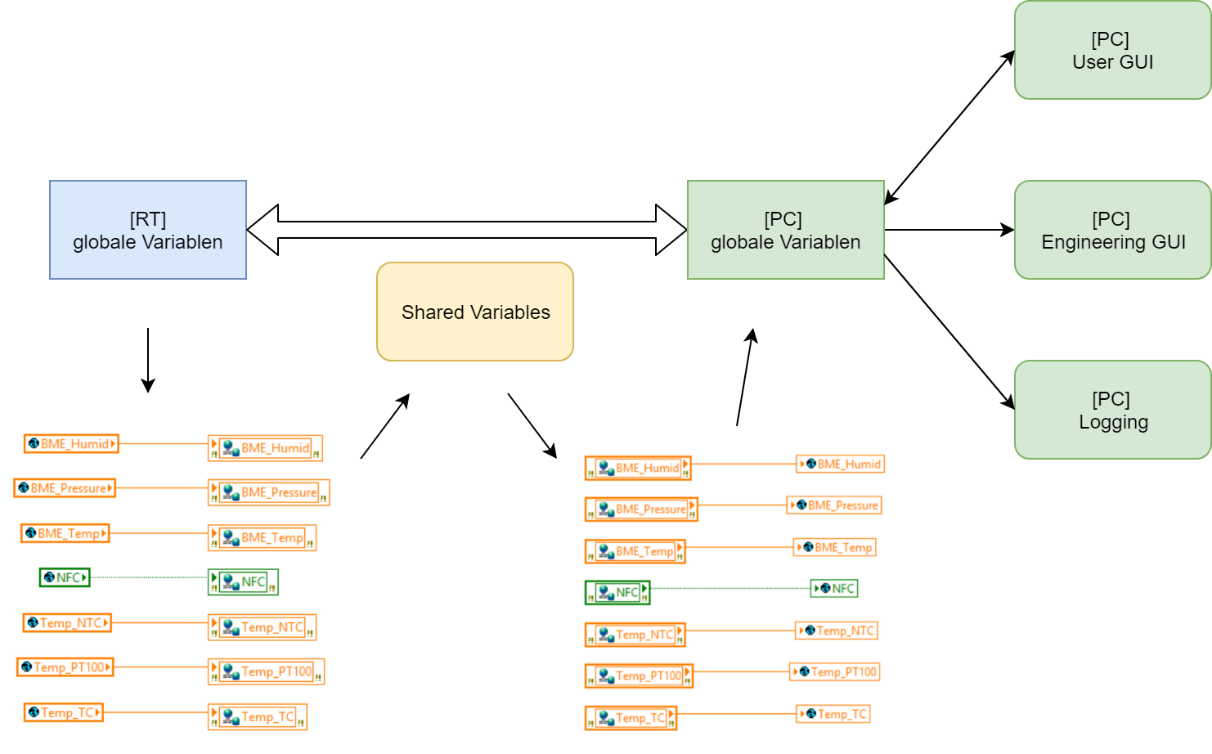 [PC]
User GUI
[RT]
globale Variablen
[PC]
globale Variablen
[PC]
Engineering GUI
Shared Variables
[PC]
Logging
BME_Humid
BME_Humid
BME_Pressure
BME_Pressure
BME_Temp
BME_Temp
NFC
NFC
Temp_NTC
Temp_NTC
Temp_PT100
Temp_PT100
Temp_TC
Temp_TC
BME_Humid
BME_Humid
BME_Pressure
BME_Pressure
BME_Temp
BME_Temp
NFC
NFC
Temp_NTC
Temp_NTC
Temp_PT100
Temp_PT100
Temp_TC
Temp_TC